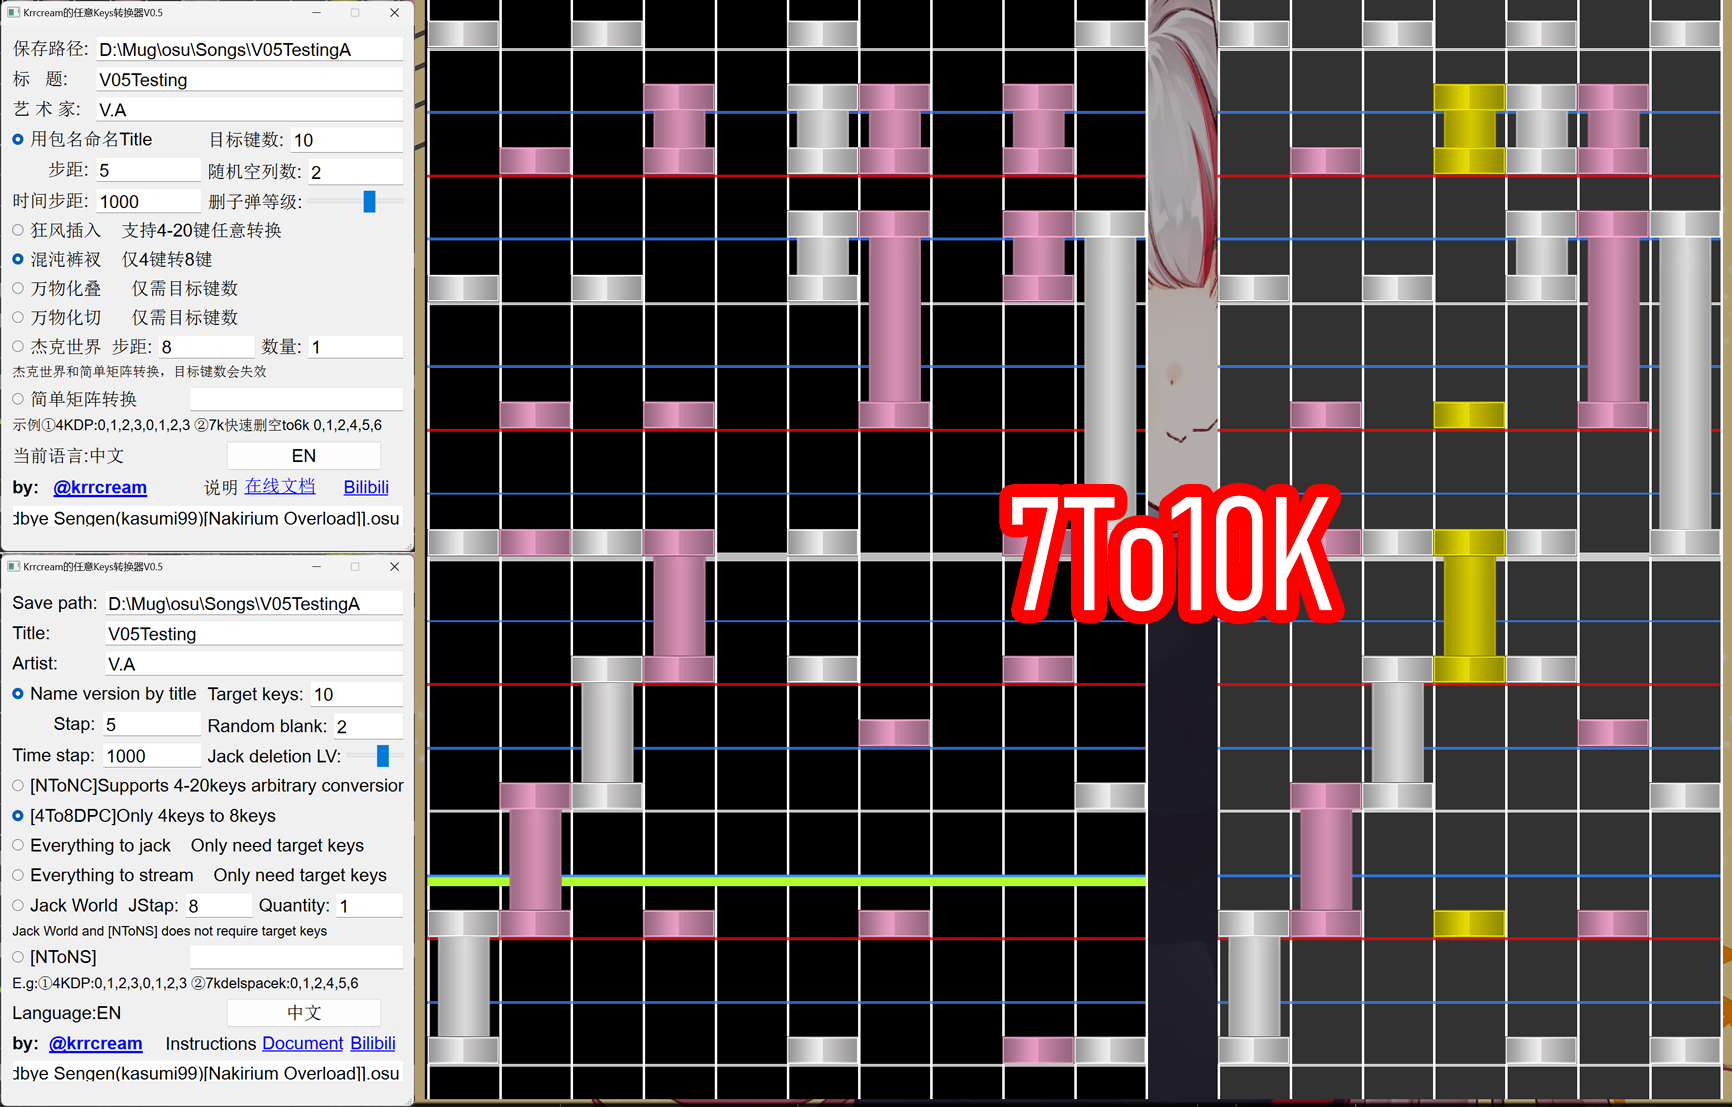 Krrcream的任意Keys转换器V0.5
保存路径: D:\Mug\osu\Songs\V05TestingA
标 题: V05Testing
艺 术 家: V.A
用包名命名Title 目标键数: 10
步距: 5 随机空列数: 2
时间步距: 1000 删子弹等级:
狂风插入 支持4-20键任意转换
混沌裤衩 仅4键转8键
万物化叠 仅需目标键数
万物化切 仅需目标键数
杰克世界 步距: 8 数量: 1
杰克世界和简单矩阵转换，目标键数会失效
简单矩阵转换
示例①4KDP:0,1,2,3,0,1,2,3 ②7k快速删空to6k 0,1,2,4,5,6
当前语言:中文 EN
by: @krrcream 说明 在线文档 Bilibili
dbye Sengen(kasumi99)[Nakirium Overload]].osu
Krrcream的任意Keys转换器V0.5
Save path: D:\Mug\osu\Songs\V05TestingA
Title: V05Testing
Artist: V.A
Name version by title Target keys: 10
Stap: 5 Random blank: 2
Time stap: 1000 Jack deletion LV:
[NToNC]Supports 4-20keys arbitrary conversior
[4To8DPC]Only 4keys to 8keys
Everything to jack Only need target keys
Everything to stream Only need target keys
Jack World JStap: 8 Quantity: 1
Jack World and [NToNS] does not require target keys
[NToNS]
E.g:①4KDP:0,1,2,3,0,1,2,3 ②7kdelspacek:0,1,2,4,5,6
Language:EN 中文
by: @krrcream Instructions Document Bilibili
dbye Sengen(kasumi99)[Nakirium Overload]].osu
7To10K